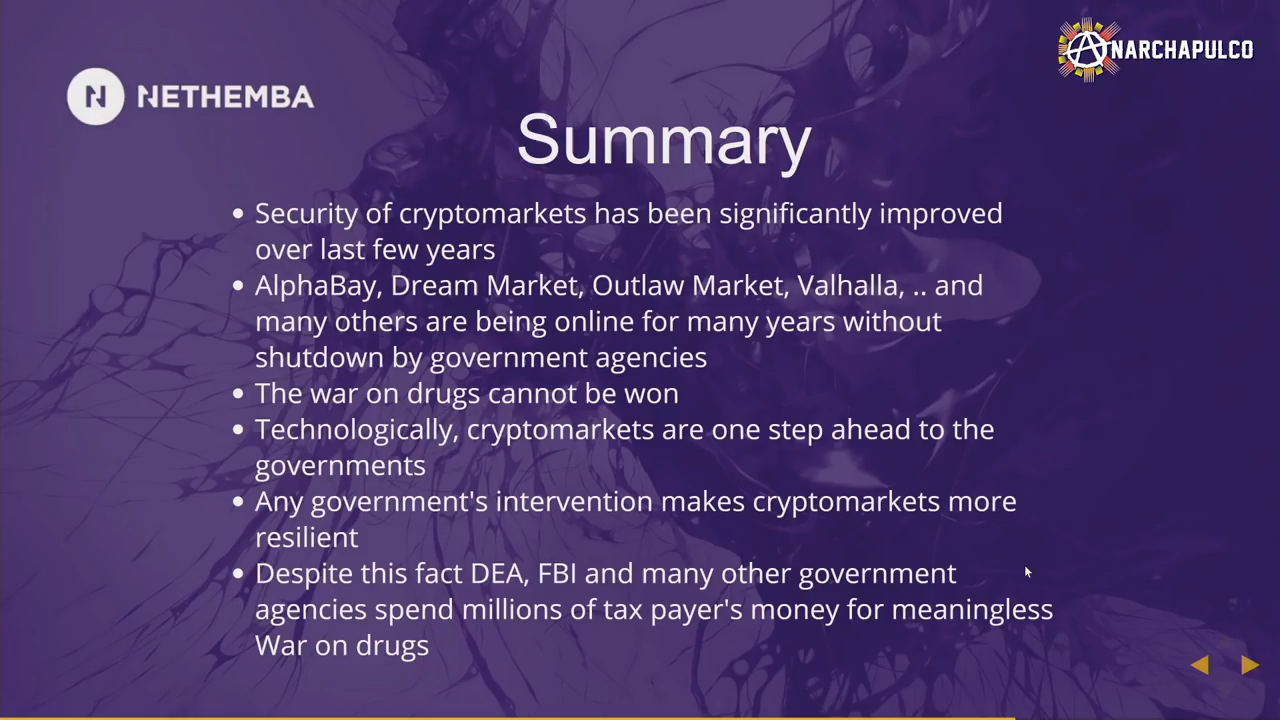 NARCHAPULCO
N NETHEMBA
Summary
Security of cryptomarkets has been significantly improved
over last few years
AlphaBay, Dream Market, Outlaw Market, Valhalla, .. and
many others are being online for many years without
shutdown by government agencies
The war on drugs cannot be won
Technologically, cryptomarkets are one step ahead to the
governments
Any government's intervention makes cryptomarkets more
resilient
Despite this fact DEA, FBI and many other government
agencies spend millions of tax payer's money for meaningless
War on drugs